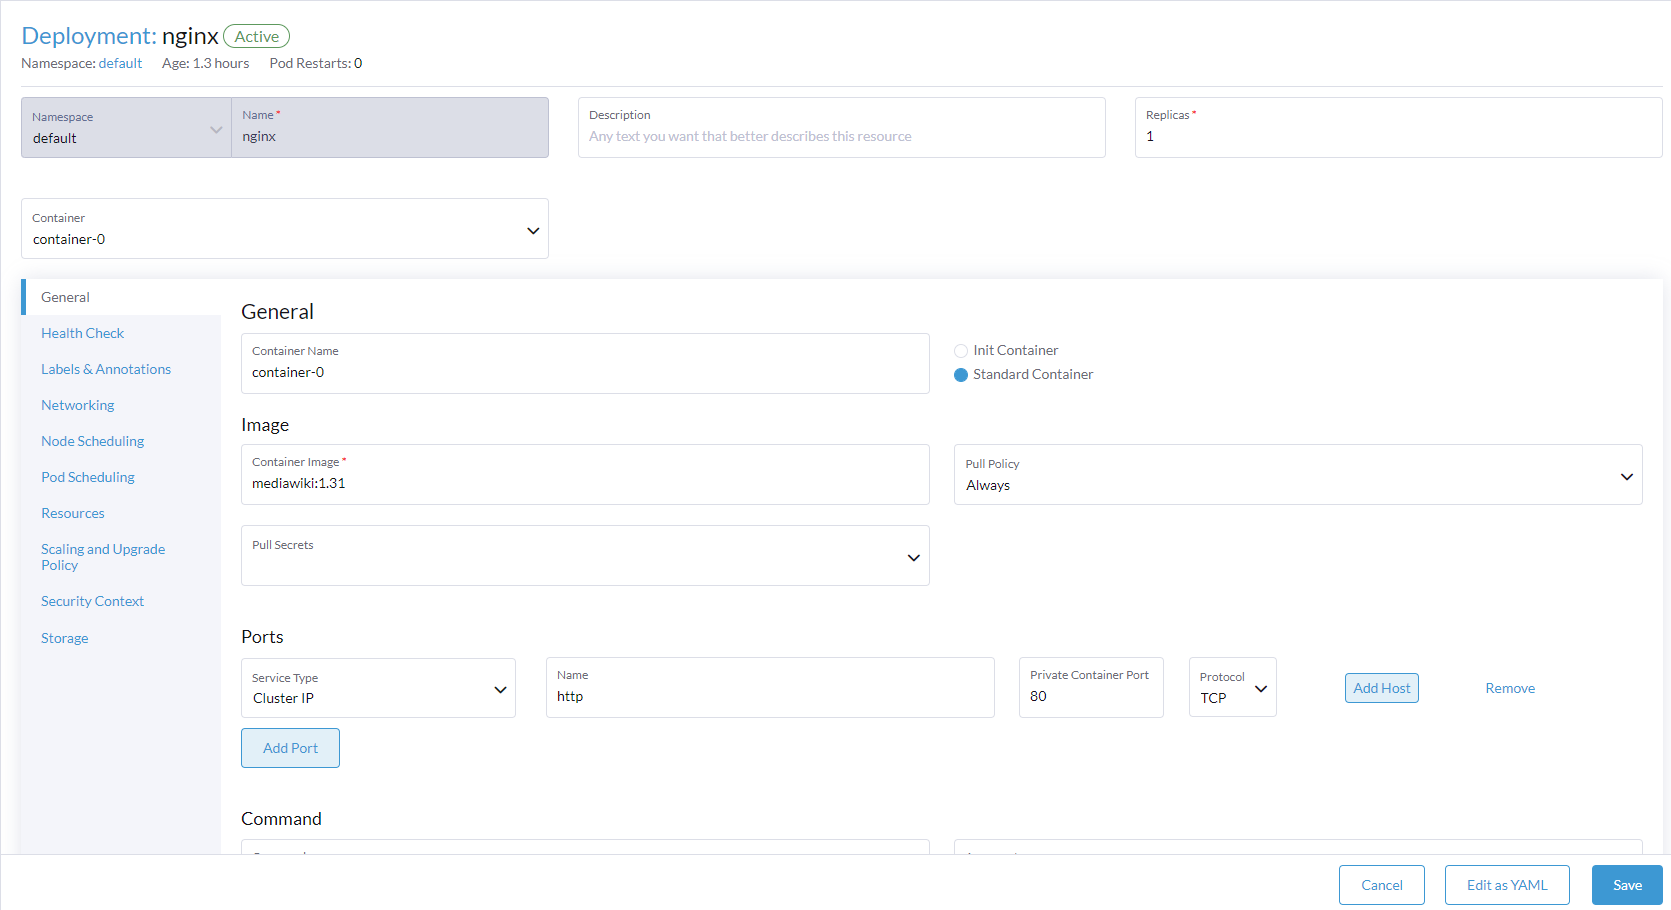 Deployment: nginx Active
Namespace: default Age: 1.3 hours Pod Restarts: 0
Namespace
default
Name *
nginx
Description
Any text you want that better describes this resource
Replicas *
1
Container
container-0
General
Health Check
Labels & Annotations
Networking
Node Scheduling
Pod Scheduling
Resources
Scaling and Upgrade
Policy
Security Context
Storage
General
Container Name
container-0
Init Container
Standard Container
Image
Container Image *
mediawiki:1.31
Pull Policy
Always
Pull Secrets
Ports
Service Type
Cluster IP
Name
http
Private Container Port
80
Protocol
TCP
Add Host
Remove
Add Port
Command
Cancel
Edit as YAML
Save